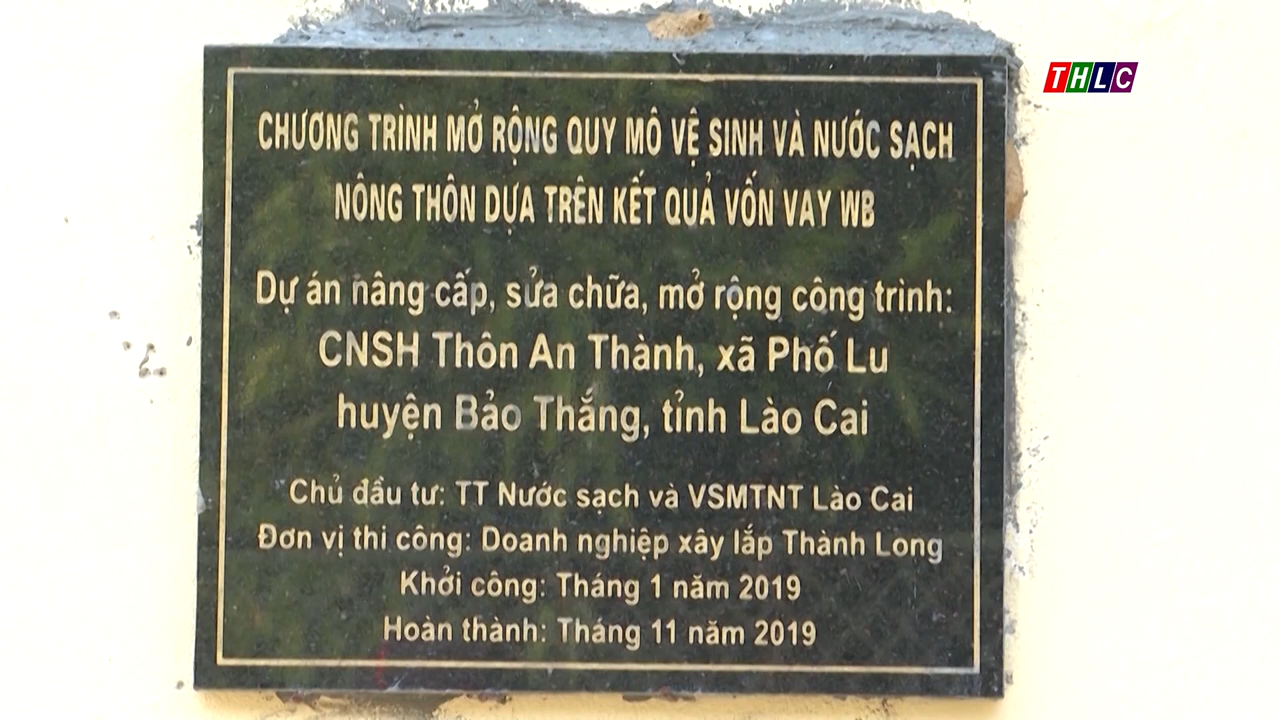 THLC
CHƯƠNG TRÌNH MỞ RỘNG QUY MÔ VỆ SINH VÀ NƯỚC SẠCH
NÔNG THÔN DỰA TRÊN KẾT QUẢ VỐN VAY WB
Dự án nâng cấp, sửa chữa, mở rộng công trình:
CNSH Thôn An Thành, xã Phố Lu
huyện Bảo Thắng, tỉnh Lào Cai
Chủ đầu tư: TT Nước sạch và VSMTNT Lào Cai
Đơn vị thi công: Doanh nghiệp xây lắp Thành Long
Khởi công: Tháng 1 năm 2019
Hoàn thành: Tháng 11 năm 2019